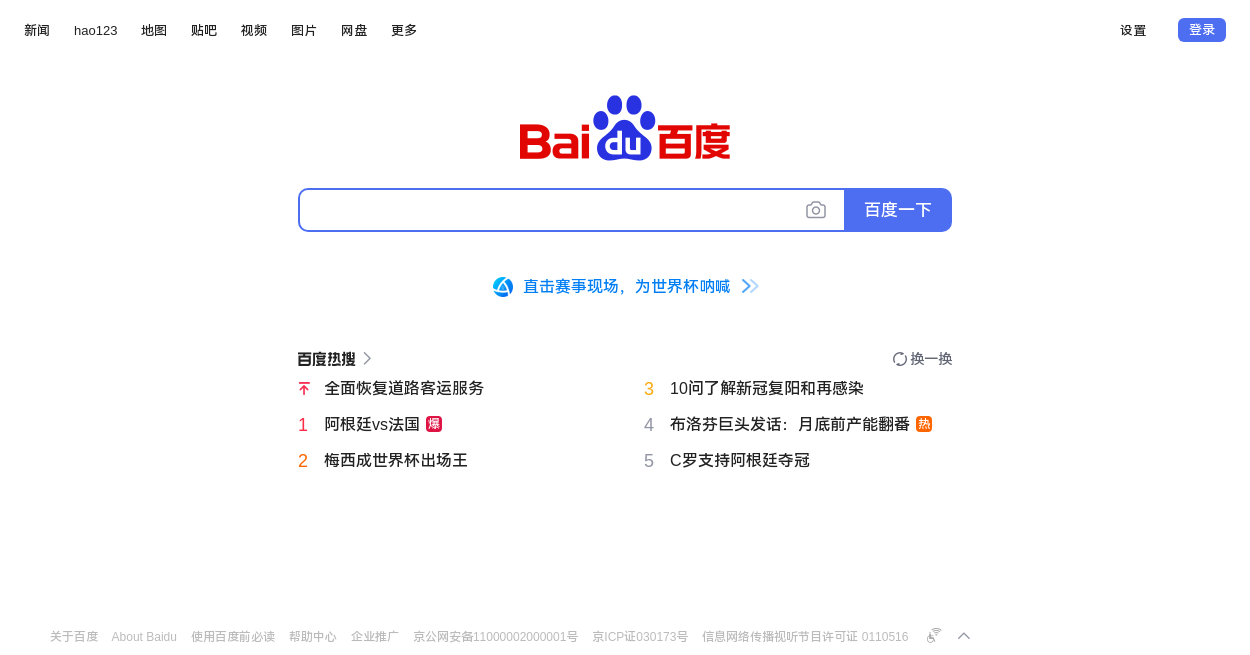 新闻 hao123 地图 贴吧 视频 图片 网盘 更多 设置 登录
Bai du 百度
百度一下
直击赛事现场，为世界杯呐喊
百度热搜 换一换
全面恢复道路客运服务
1 阿根廷vs法国 爆
2 梅西成世界杯出场王
3 10问了解新冠复阳和再感染
4 布洛芬巨头发话：月底前产能翻番 热
5 C罗支持阿根廷夺冠
关于百度 About Baidu 使用百度前必读 帮助中心 企业推广 京公网安备11000002000001号 京ICP证030173号 信息网络传播视听节目许可证 0110516